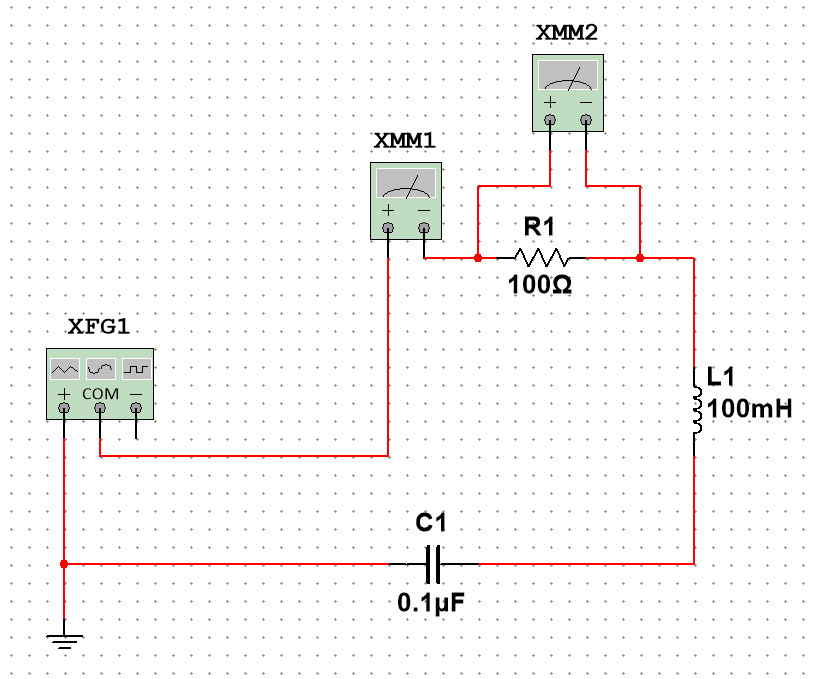 XMM2
+ −
XMM1
+ −
R1
100Ω
XFG1
+ COM −
L1
100mH
C1
0.1µF